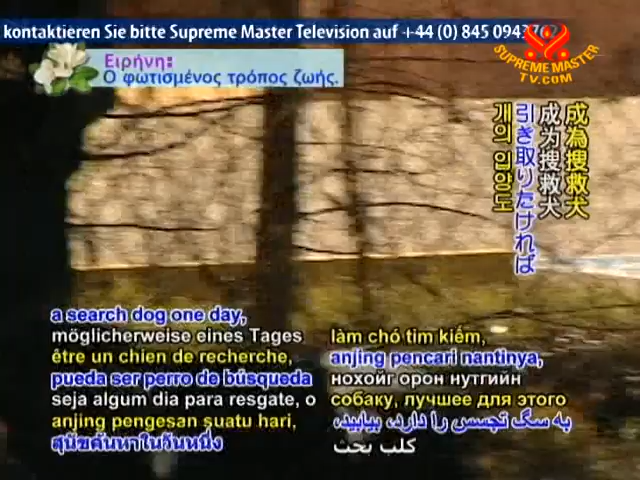 kontaktieren Sie bitte Supreme Master Television auf +44 (0) 845 094
Ειρήνη:
Ο φωτισμένος τρόπος ζωής.
SUPREME MASTER
TV.COM
成為搜救犬
成为搜救犬
引き取りたければ
개의 입양도
a search dog one day,
möglicherweise eines Tages
être un chien de recherche,
pueda ser perro de búsqueda
seja algum dia para resgate, o
anjing pengesan suatu hari,
สุนัขค้นหาในวันหนึ่ง
làm chó tìm kiếm,
anjing pencari nantinya,
нохойг орон нутгийн
собаку, лучшее для этого
به سگ تجسس را دارد، بیابید،
كلب بحث